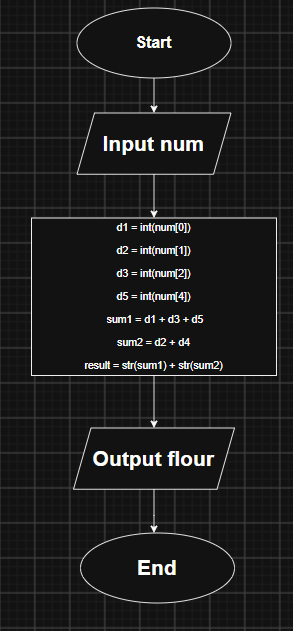 Start
Input num
d1 = int(num[0])
d2 = int(num[1])
d3 = int(num[2])
d5 = int(num[4])
sum1 = d1 + d3 + d5
sum2 = d2 + d4
result = str(sum1) + str(sum2)
Output flour
End